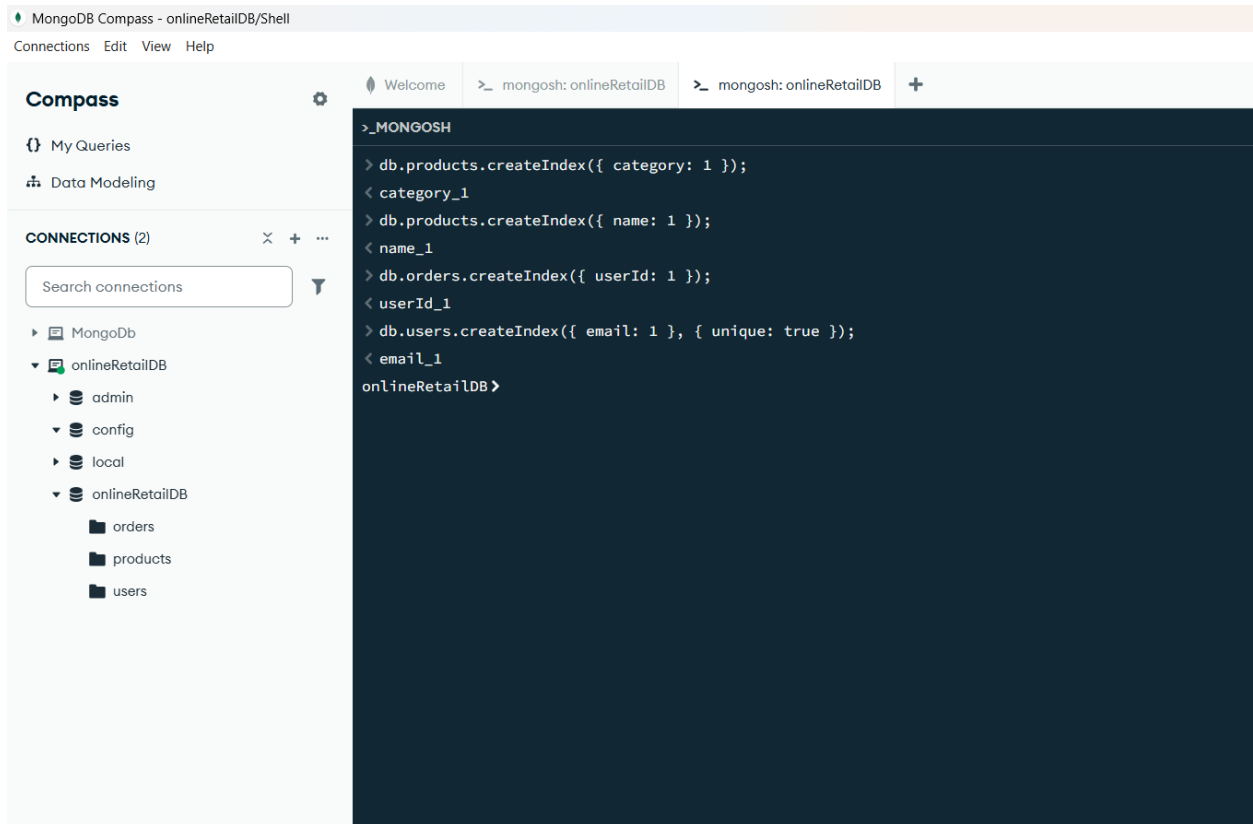 MongoDB Compass - onlineRetailDB/Shell
Connections Edit View Help
Compass
{} My Queries
Data Modeling
CONNECTIONS (2)
Search connections
MongoDb
onlineRetailDB
admin
config
local
onlineRetailDB
orders
products
users
Welcome >_ mongosh: onlineRetailDB >_ mongosh: onlineRetailDB +
>_MONGOSH
> db.products.createIndex({ category: 1 });
< category_1
> db.products.createIndex({ name: 1 });
< name_1
> db.orders.createIndex({ userId: 1 });
< userId_1
> db.users.createIndex({ email: 1 }, { unique: true });
< email_1
onlineRetailDB>